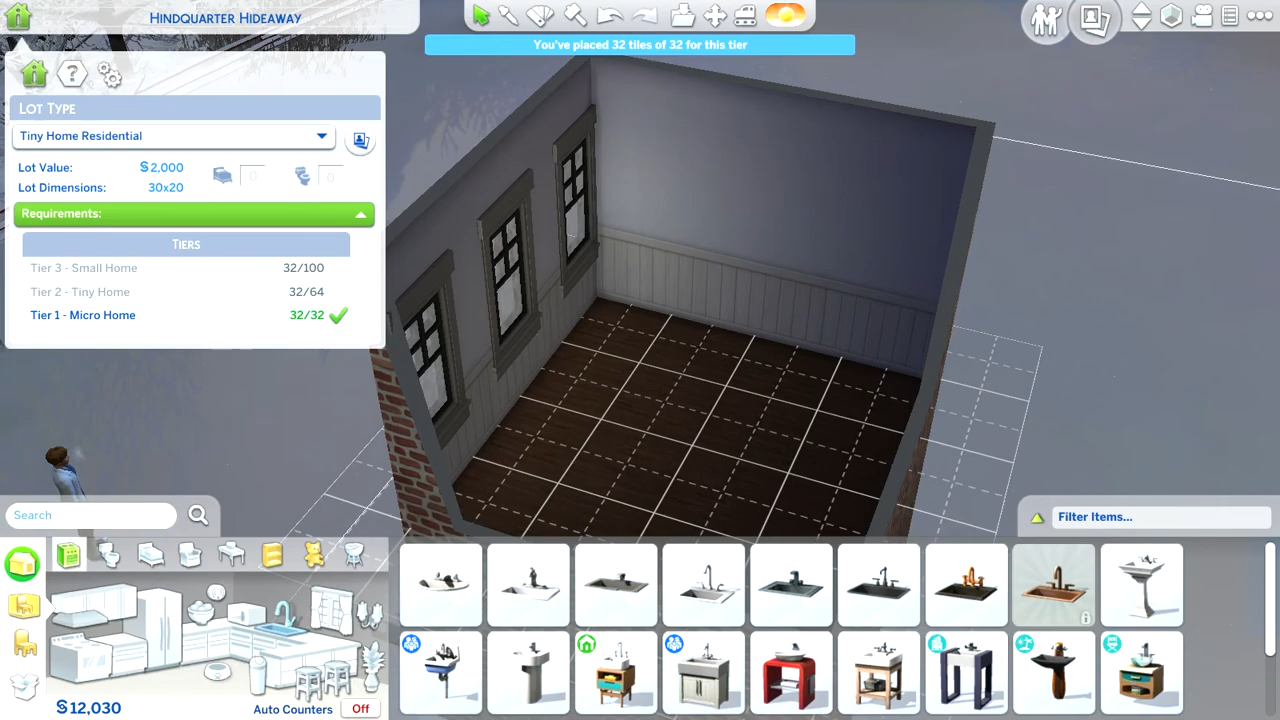 HINDQUARTER HIDEAWAY
You've placed 32 tiles of 32 for this tier
LOT TYPE
Tiny Home Residential
Lot Value: §2,000
0
0
Lot Dimensions: 30x20
Requirements:
TIERS
Tier 3 - Small Home 32/100
Tier 2 - Tiny Home 32/64
Tier 1 - Micro Home 32/32
Search
Filter Items...
§12,030
Auto Counters Off